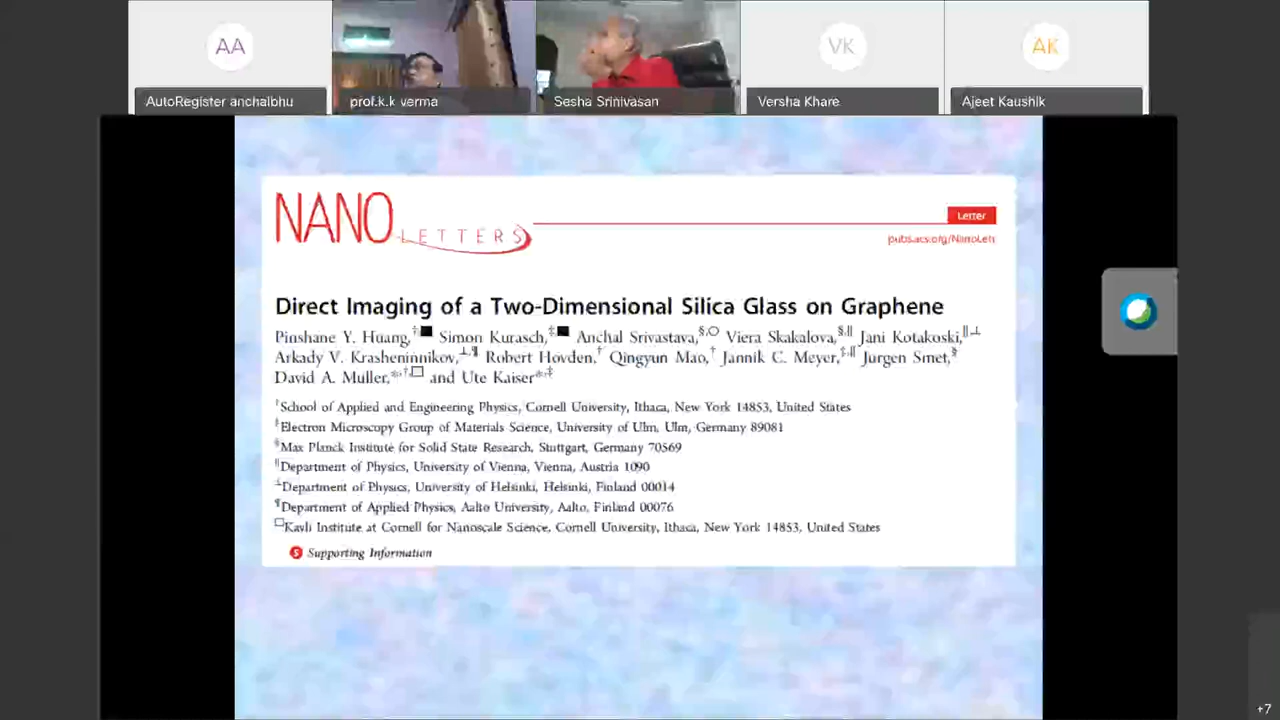 AA
VK
AK
AutoRegister anchalbhu
prof.k.k verma
Sesha Srinivasan
Versha Khare
Ajeet Kaushik
NANO LETTERS
Letter
pubs.acs.org/NanoLett
Direct Imaging of a Two-Dimensional Silica Glass on Graphene
Pinshane Y. Huang,†■ Simon Kurasch,‡■ Anchal Srivastava,§,○ Viera Skakalova,§,∥ Jani Kotakoski,∥,⊥
Arkady V. Krasheninnikov,⊥,¶ Robert Hovden,† Qingyun Mao,† Jannik C. Meyer,‡,∥ Jurgen Smet,§
David A. Muller,*,†,□ and Ute Kaiser*,‡
†School of Applied and Engineering Physics, Cornell University, Ithaca, New York 14853, United States
‡Electron Microscopy Group of Materials Science, University of Ulm, Ulm, Germany 89081
§Max Planck Institute for Solid State Research, Stuttgart, Germany 70569
∥Department of Physics, University of Vienna, Vienna, Austria 1090
⊥Department of Physics, University of Helsinki, Helsinki, Finland 00014
¶Department of Applied Physics, Aalto University, Aalto, Finland 00076
□Kavli Institute at Cornell for Nanoscale Science, Cornell University, Ithaca, New York 14853, United States
S Supporting Information
+7